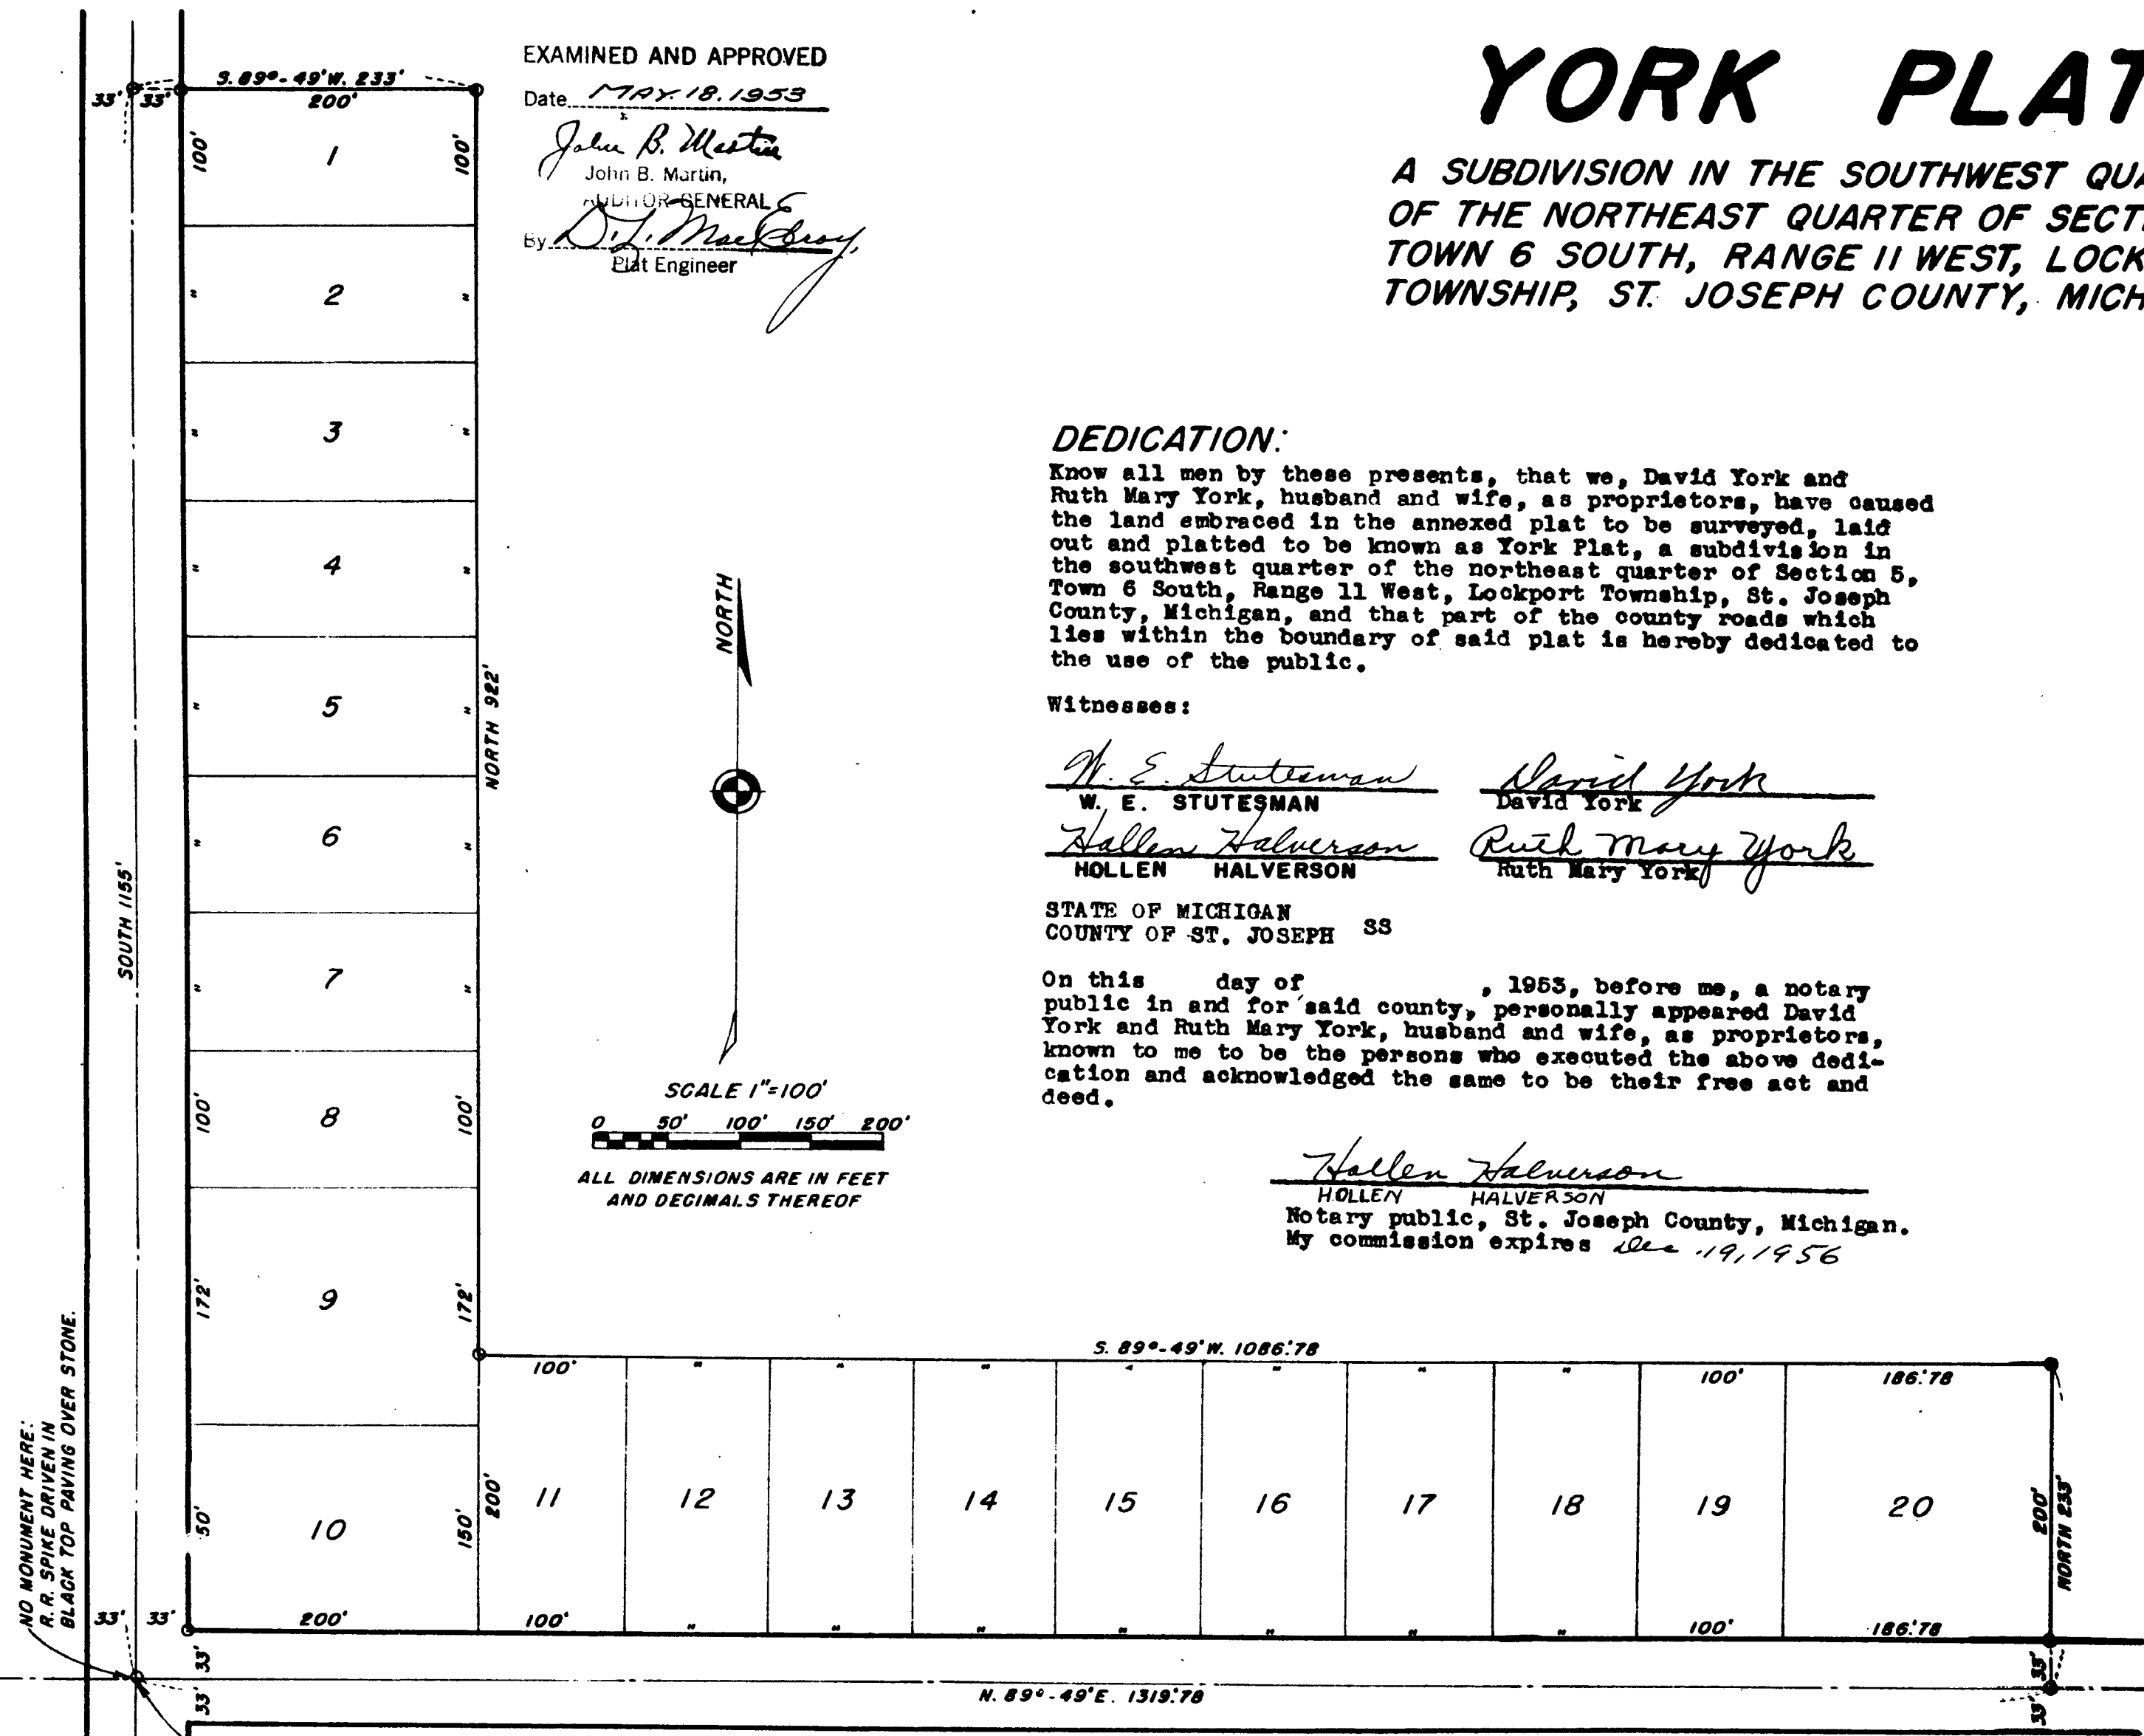 YORK PLAT
A SUBDIVISION IN THE SOUTHWEST QUA
OF THE NORTHEAST QUARTER OF SECT
TOWN 6 SOUTH, RANGE 11 WEST, LOCK
TOWNSHIP, ST. JOSEPH COUNTY, MICH
EXAMINED AND APPROVED
Date MAY. 18. 1953
John B. Martin
John B. Martin,
AUDITOR GENERAL
By
Plat Engineer
S. 89°-49'W. 233'
33' 33' 200'
100' 1 100'
" 2 "
" 3 "
" 4 "
" 5 "
NORTH 922'
" 6 "
SOUTH 1155'
" 7 "
100' 8 100'
172' 9 172'
50' 10 150'
33' 33' 200'
33'
33'
NO MONUMENT HERE:
R.R. SPIKE DRIVEN IN
BLACK TOP PAVING OVER STONE.
NORTH
SCALE 1"=100'
0 50' 100' 150' 200'
ALL DIMENSIONS ARE IN FEET
AND DECIMALS THEREOF
DEDICATION:
Know all men by these presents, that we, David York and
Ruth Mary York, husband and wife, as proprietors, have caused
the land embraced in the annexed plat to be surveyed, laid
out and platted to be known as York Plat, a subdivision in
the southwest quarter of the northeast quarter of Section 5,
Town 6 South, Range 11 West, Lockport Township, St. Joseph
County, Michigan, and that part of the county roads which
lies within the boundary of said plat is hereby dedicated to
the use of the public.
Witnesses:
W. E. Stutesman David York
W. E. STUTESMAN David York
Hallen Halverson Ruth Mary York
HOLLEN HALVERSON Ruth Mary York
STATE OF MICHIGAN
COUNTY OF ST. JOSEPH SS
On this day of , 1953, before me, a notary
public in and for said county, personally appeared David
York and Ruth Mary York, husband and wife, as proprietors,
known to me to be the persons who executed the above dedi-
cation and acknowledged the same to be their free act and
deed.
Hollen Halverson
HOLLEN HALVERSON
Notary public, St. Joseph County, Michigan.
My commission expires Dec. 19, 1956
S. 89°-49'W. 1086.'78
100' " " " " " " " 100' 186.'78
200' 11 12 13 14 15 16 17 18 19 20 200'
NORTH 233'
100' " " " " " " " 100' 186.'78
33'
33'
N. 89°-49'E. 1319.'78